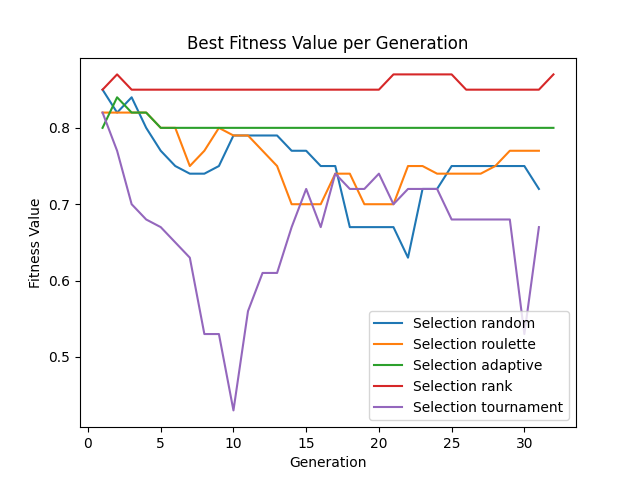 Best Fitness Value per Generation
Fitness Value
0.8
0.7
0.6
0.5
0
5
10
15
20
25
30
Generation
Selection random
Selection roulette
Selection adaptive
Selection rank
Selection tournament